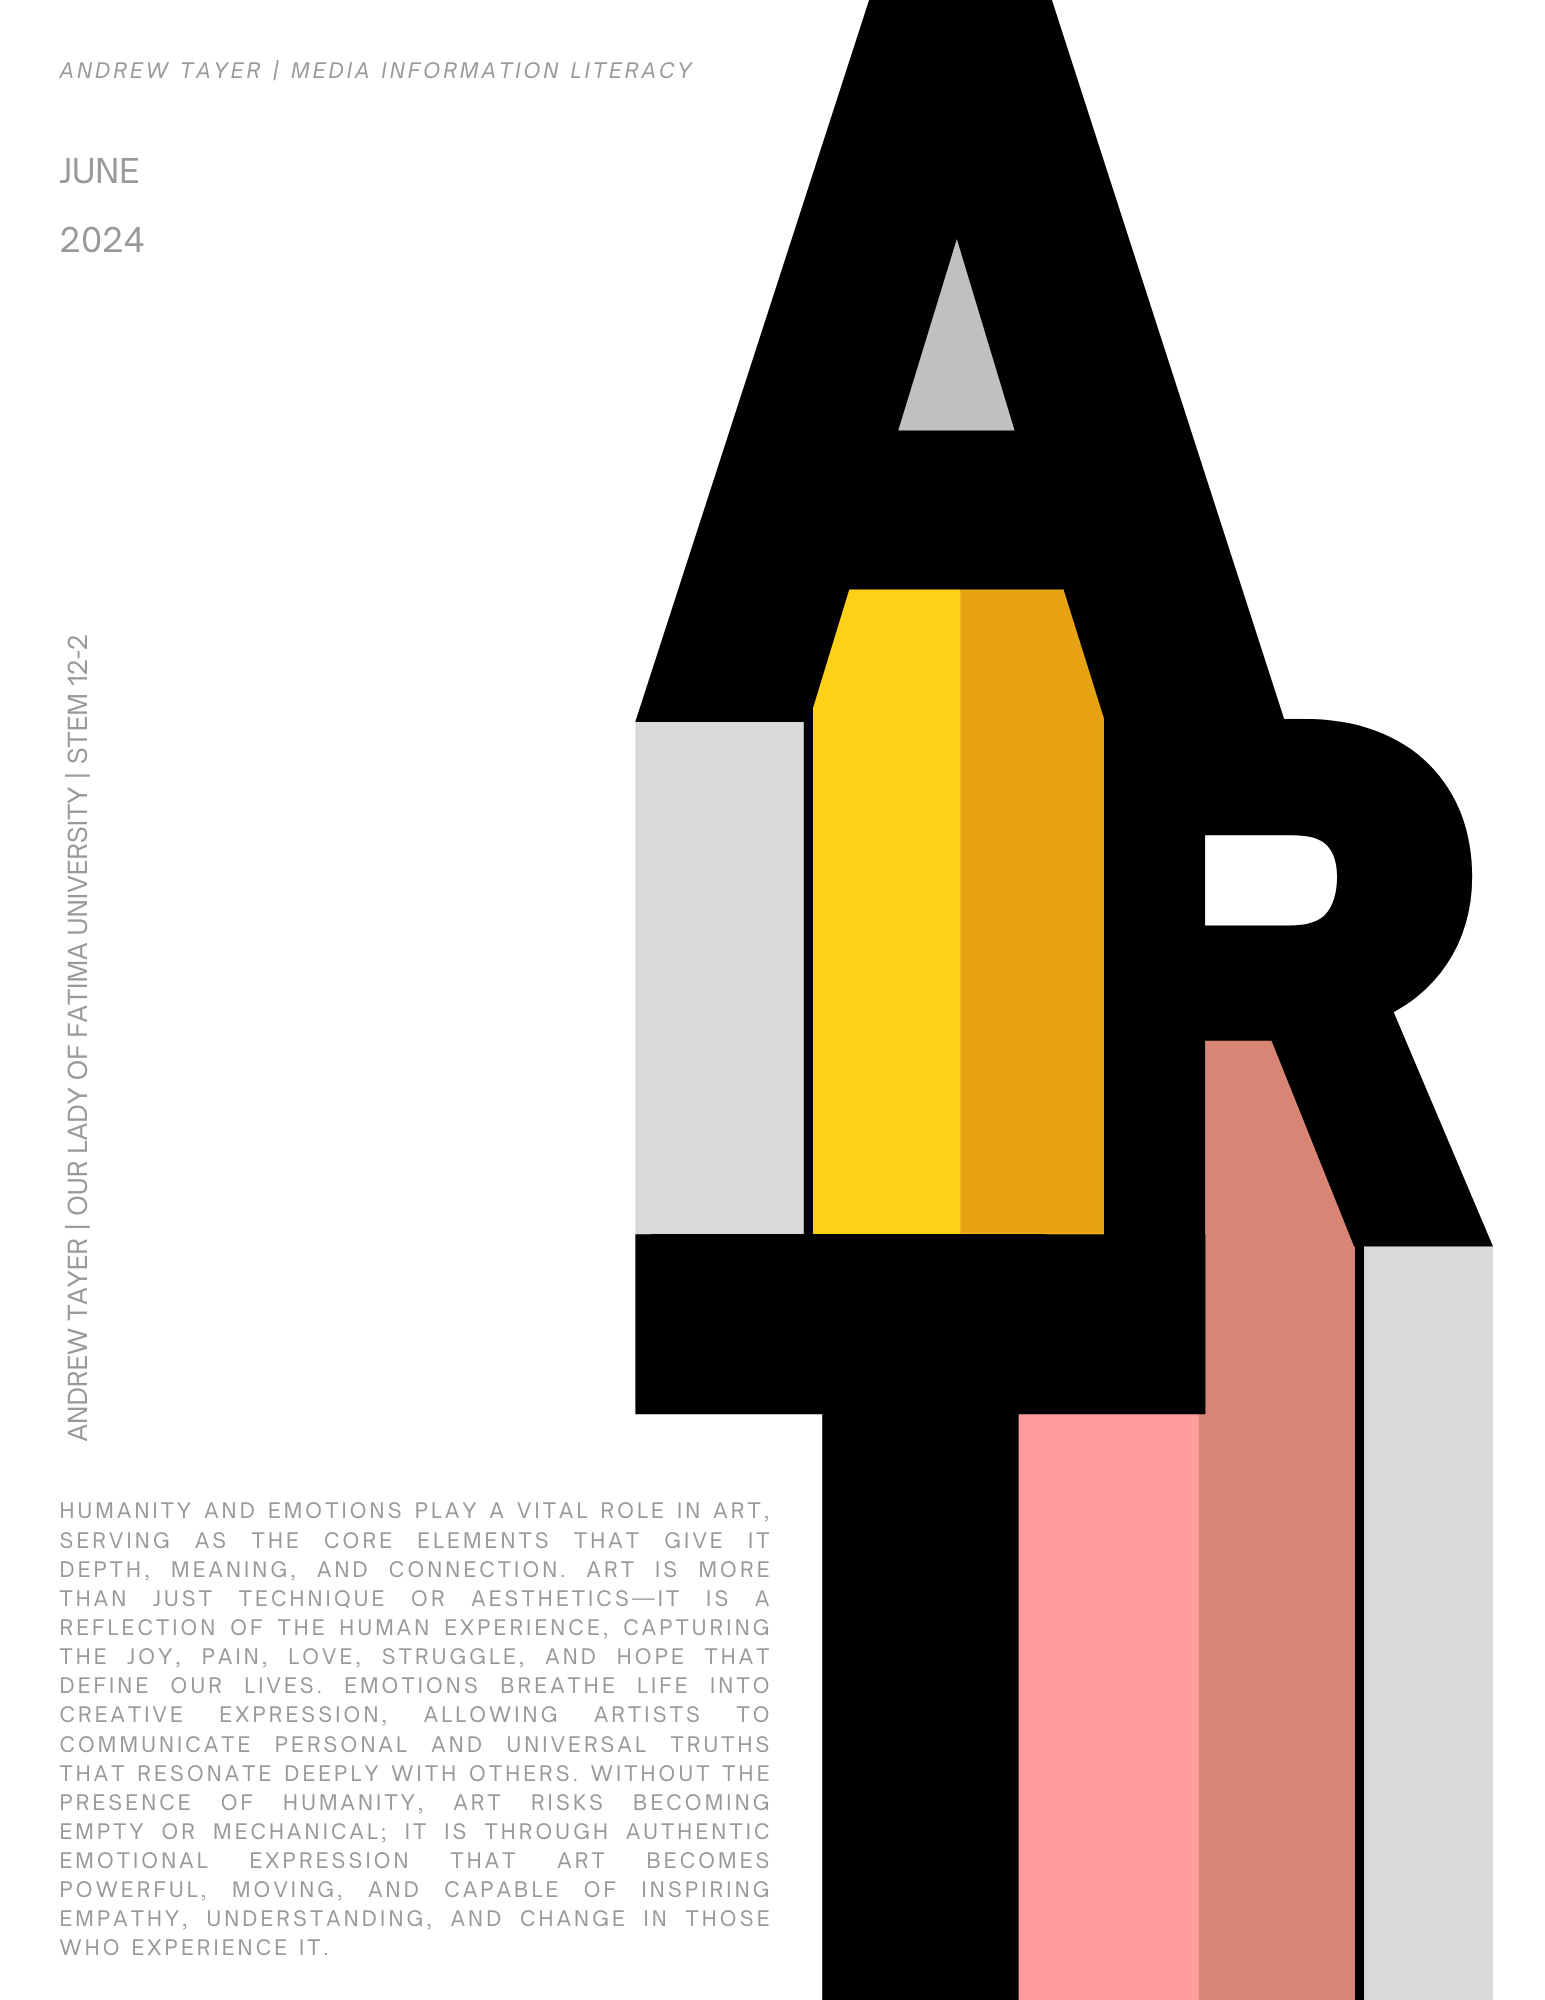 ANDREW TAYER | MEDIA INFORMATION LITERACY
JUNE
2024
ART
ANDREW TAYER | OUR LADY OF FATIMA UNIVERSITY | STEM 12-2
HUMANITY AND EMOTIONS PLAY A VITAL ROLE IN ART,
SERVING AS THE CORE ELEMENTS THAT GIVE IT
DEPTH, MEANING, AND CONNECTION. ART IS MORE
THAN JUST TECHNIQUE OR AESTHETICS—IT IS A
REFLECTION OF THE HUMAN EXPERIENCE, CAPTURING
THE JOY, PAIN, LOVE, STRUGGLE, AND HOPE THAT
DEFINE OUR LIVES. EMOTIONS BREATHE LIFE INTO
CREATIVE EXPRESSION, ALLOWING ARTISTS TO
COMMUNICATE PERSONAL AND UNIVERSAL TRUTHS
THAT RESONATE DEEPLY WITH OTHERS. WITHOUT THE
PRESENCE OF HUMANITY, ART RISKS BECOMING
EMPTY OR MECHANICAL; IT IS THROUGH AUTHENTIC
EMOTIONAL EXPRESSION THAT ART BECOMES
POWERFUL, MOVING, AND CAPABLE OF INSPIRING
EMPATHY, UNDERSTANDING, AND CHANGE IN THOSE
WHO EXPERIENCE IT.